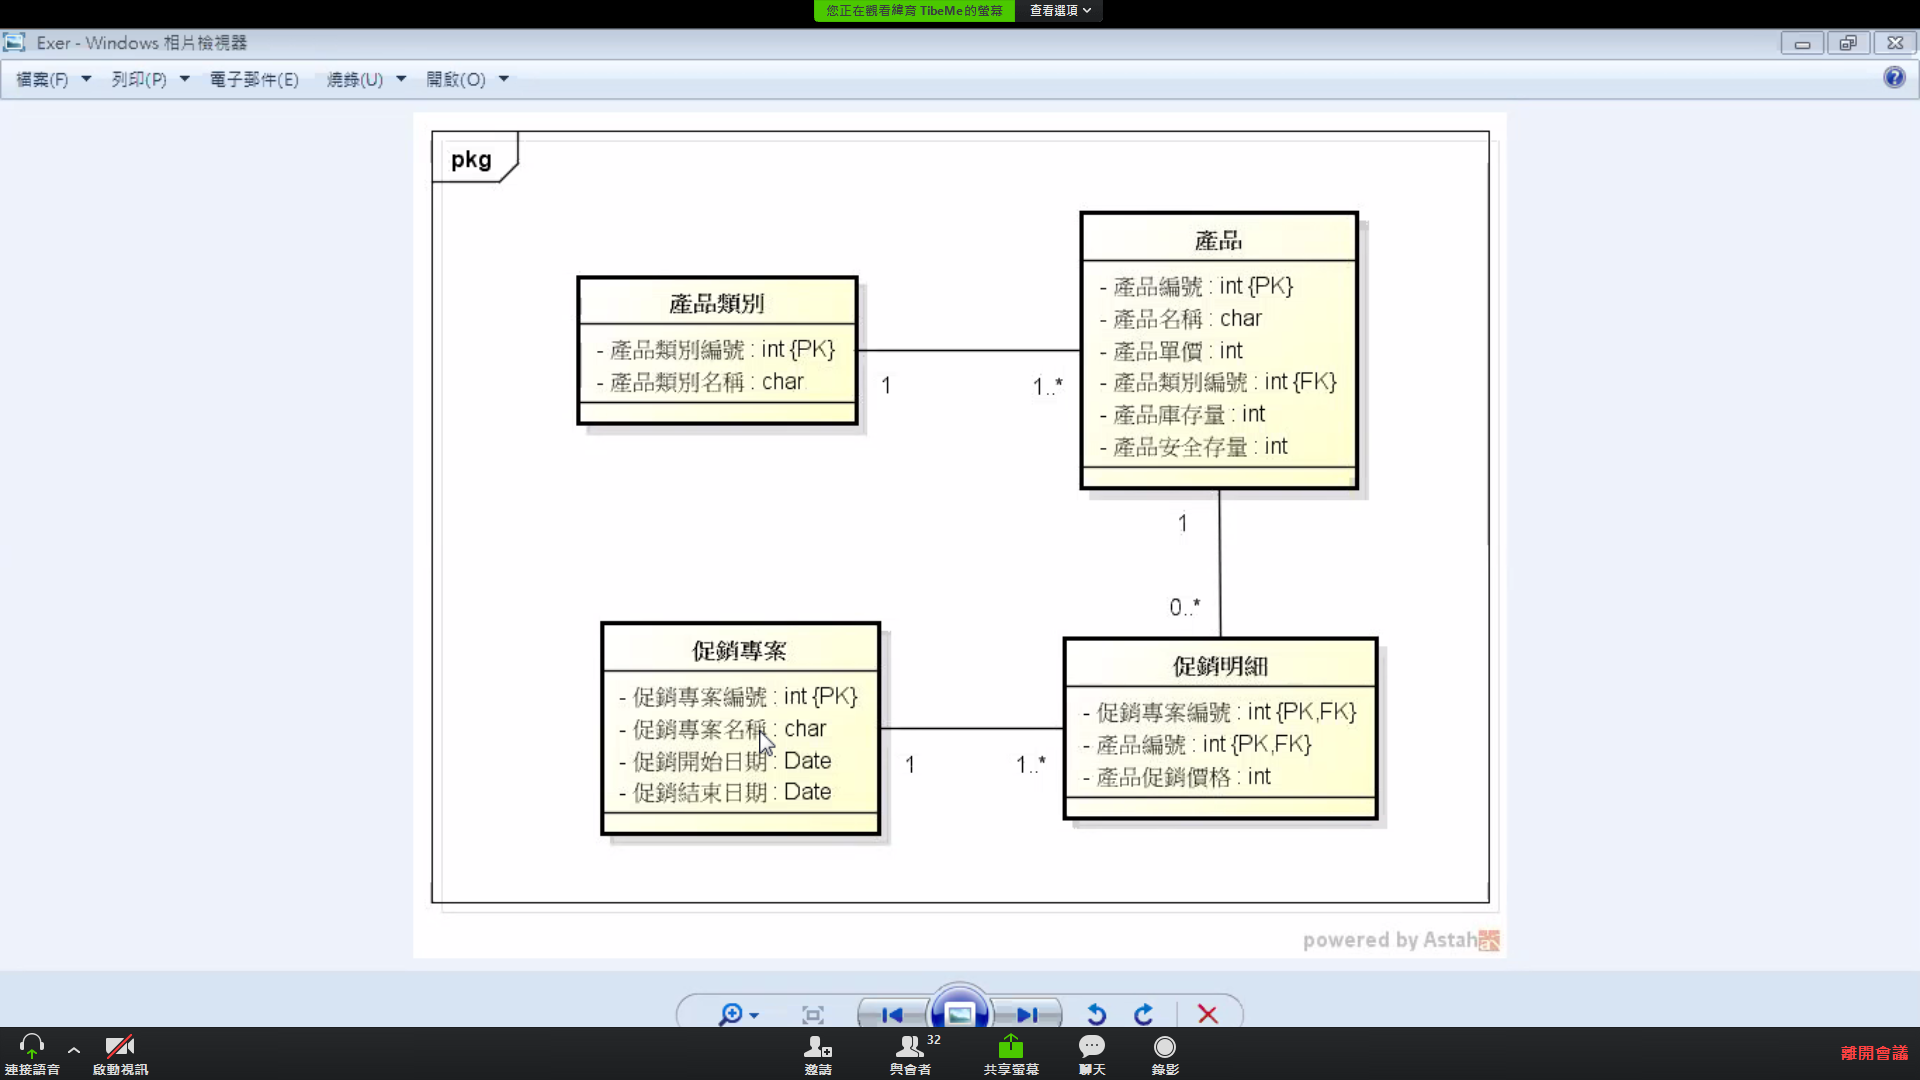 您正在觀看緯育 TibeMe的螢幕
查看選項
Exer - Windows 相片檢視器
檔案(F)
列印(P)
電子郵件(E)
燒錄(U)
開啟(O)
pkg
產品類別
- 產品類別編號 : int {PK}
- 產品類別名稱 : char
1
1..*
產品
- 產品編號 : int {PK}
- 產品名稱 : char
- 產品單價 : int
- 產品類別編號 : int {FK}
- 產品庫存量 : int
- 產品安全存量 : int
1
0..*
促銷專案
- 促銷專案編號 : int {PK}
- 促銷專案名稱 : char
- 促銷開始日期 : Date
- 促銷結束日期 : Date
1
1..*
促銷明細
- 促銷專案編號 : int {PK,FK}
- 產品編號 : int {PK,FK}
- 產品促銷價格 : int
powered by Astah
連接語音
啟動視訊
邀請
32
與會者
共享螢幕
聊天
錄影
離開會議